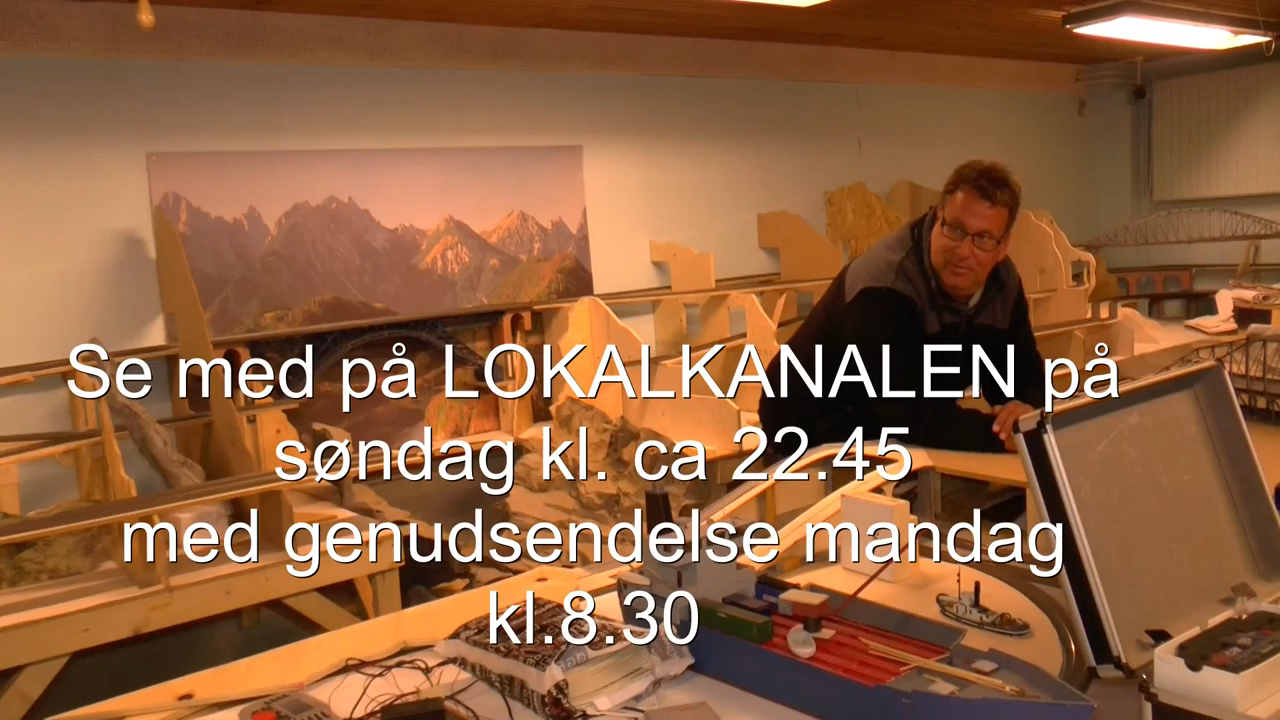 Se med på LOKALKANALEN på
søndag kl. ca 22.45
med genudsendelse mandag
kl.8.30